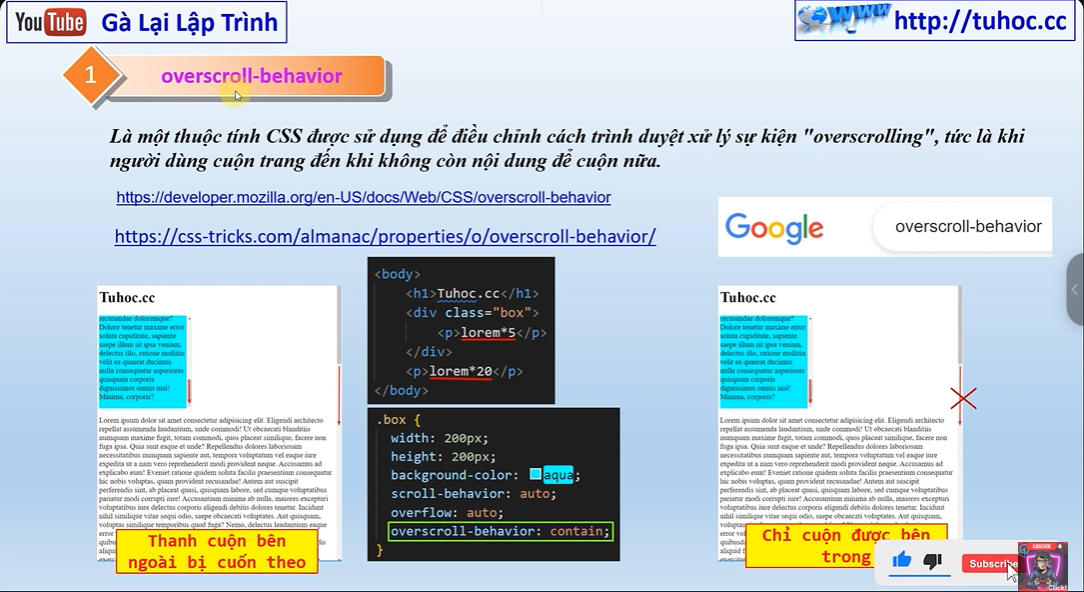 YouTube Gà Lại Lập Trình
WWW http://tuhoc.cc
1 overscroll-behavior
Là một thuộc tính CSS được sử dụng để điều chỉnh cách trình duyệt xử lý sự kiện "overscrolling", tức là khi
người dùng cuộn trang đến khi không còn nội dung để cuộn nữa.
https://developer.mozilla.org/en-US/docs/Web/CSS/overscroll-behavior
https://css-tricks.com/almanac/properties/o/overscroll-behavior/
Google overscroll-behavior
Tuhoc.cc
recusandae doloremque?
Dolore tenetur maxime error
soluta cupiditate, sapiente
saepe illum sit ipsa veniam,
delectus illo, ratione mollitia
velit ea quaerat ducimus
nulla consequatur asperiores
quisquam corporis
dignissimos omnis nisi!
Minima, corporis?
Lorem ipsum dolor sit amet consectetur adipisicing elit. Eligendi architecto
repellat assumenda laudantium, unde commodi! Ut obcaecati blanditiis
numquam maxime fugit, totam commodi, quos placeat similique, facere non
fuga ipsa. Quia sunt eaque et unde? Repellendus dolores laboriosam
necessitatibus numquam sapiente aut, tempora voluptatum vel eaque iure
expedita ut a nam vero reprehenderit modi provident neque. Accusamus ad
explicabo eum! Eveniet ratione quidem soluta facilis praesentium consequatur
hic nobis voluptas, quam provident recusandae! Autem aut suscipit
perferendis sint, ab placeat quasi, quisquam labore, sed cumque voluptatibus
pariatur modi corrupti iure! Accusantium minima ab nulla, maiores excepturi
voluptatibus iure delectus corporis eligendi debitis tenetur. Incidunt
nihil similique vitae sequi odio, saepe obcaecati voluptates. Aut quisquam,
voluptas similique temporibus quod fuga? Nemo, delectus laudantium eaque
error
Thanh cuộn bên
ngoài bị cuốn theo
<body>
<h1>Tuhoc.cc</h1>
<div class="box">
<p>lorem*5</p>
</div>
<p>lorem*20</p>
</body>
.box {
width: 200px;
height: 200px;
background-color: aqua;
scroll-behavior: auto;
overflow: auto;
overscroll-behavior: contain;
}
Tuhoc.cc
recusandae doloremque?
Dolore tenetur maxime error
soluta cupiditate, sapiente
saepe illum sit ipsa veniam,
delectus illo, ratione mollitia
velit ea quaerat ducimus
nulla consequatur asperiores
quisquam corporis
dignissimos omnis nisi!
Minima, corporis?
Lorem ipsum dolor sit amet consectetur adipisicing elit. Eligendi architecto
repellat assumenda laudantium, unde commodi! Ut obcaecati blanditiis
numquam maxime fugit, totam commodi, quos placeat similique, facere non
fuga ipsa. Quia sunt eaque et unde? Repellendus dolores laboriosam
necessitatibus numquam sapiente aut, tempora voluptatum vel eaque iure
expedita ut a nam vero reprehenderit modi provident neque. Accusamus ad
explicabo eum! Eveniet ratione quidem soluta facilis praesentium consequatur
hic nobis voluptas, quam provident recusandae! Autem aut suscipit
perferendis sint, ab placeat quasi, quisquam labore, sed cumque voluptatibus
pariatur modi corrupti iure! Accusantium minima ab nulla, maiores excepturi
voluptatibus iure delectus corporis eligendi debitis tenetur. Incidunt
nihil similique vitae sequi odio, saepe obcaecati voluptates. Aut quisquam,
Chỉ cuộn được bên
trong
Subscribe